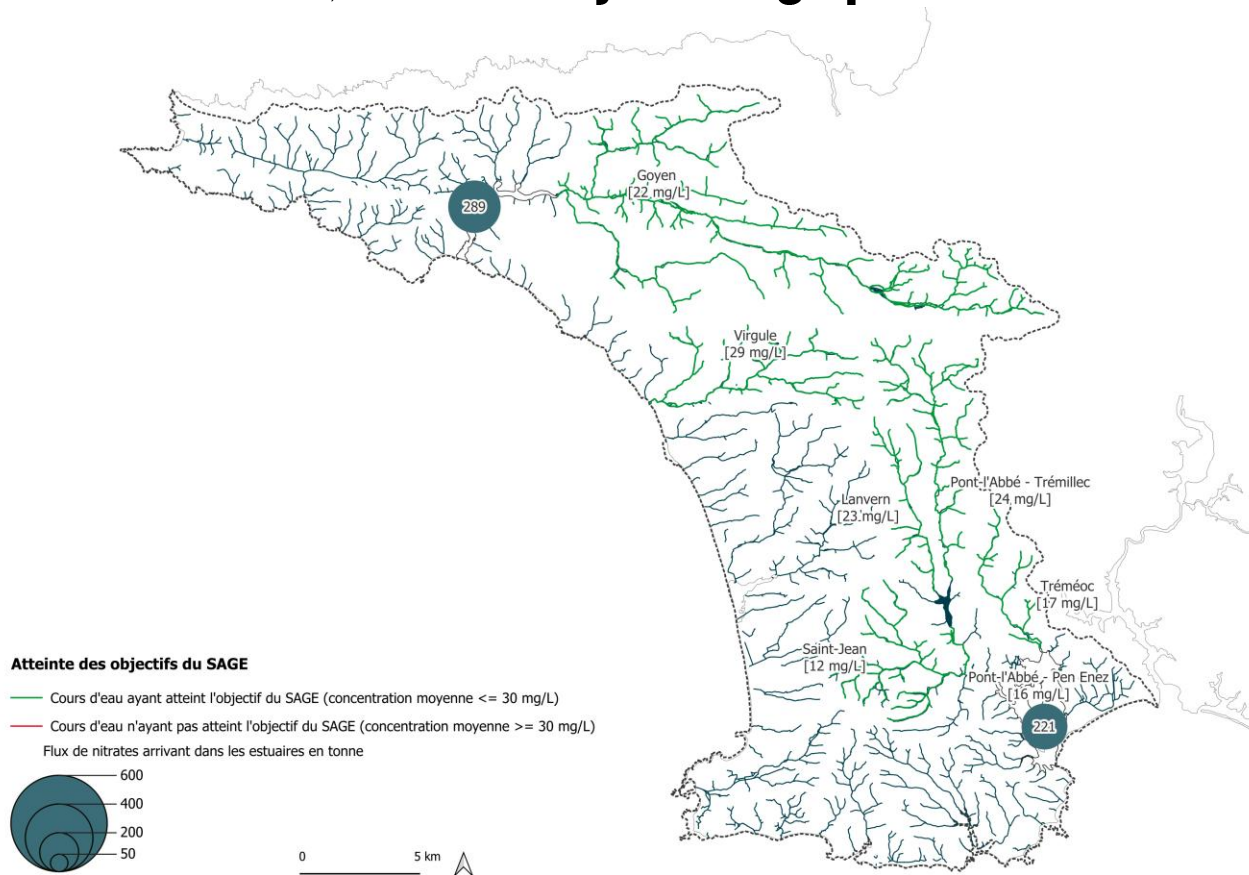 Goyen
[22 mg/L]
289
Virgule
[29 mg/L]
Lanvern
[23 mg/L]
Pont-l'Abbé - Trémillec
[24 mg/L]
Tréméoc
[17 mg/L]
Saint-Jean
[12 mg/L]
Pont-l'Abbé - Pen Enez
[16 mg/L]
221
Atteinte des objectifs du SAGE
Cours d'eau ayant atteint l'objectif du SAGE (concentration moyenne <= 30 mg/L)
Cours d'eau n'ayant pas atteint l'objectif du SAGE (concentration moyenne >= 30 mg/L)
Flux de nitrates arrivant dans les estuaires en tonne
600
400
200
50
0 5 km